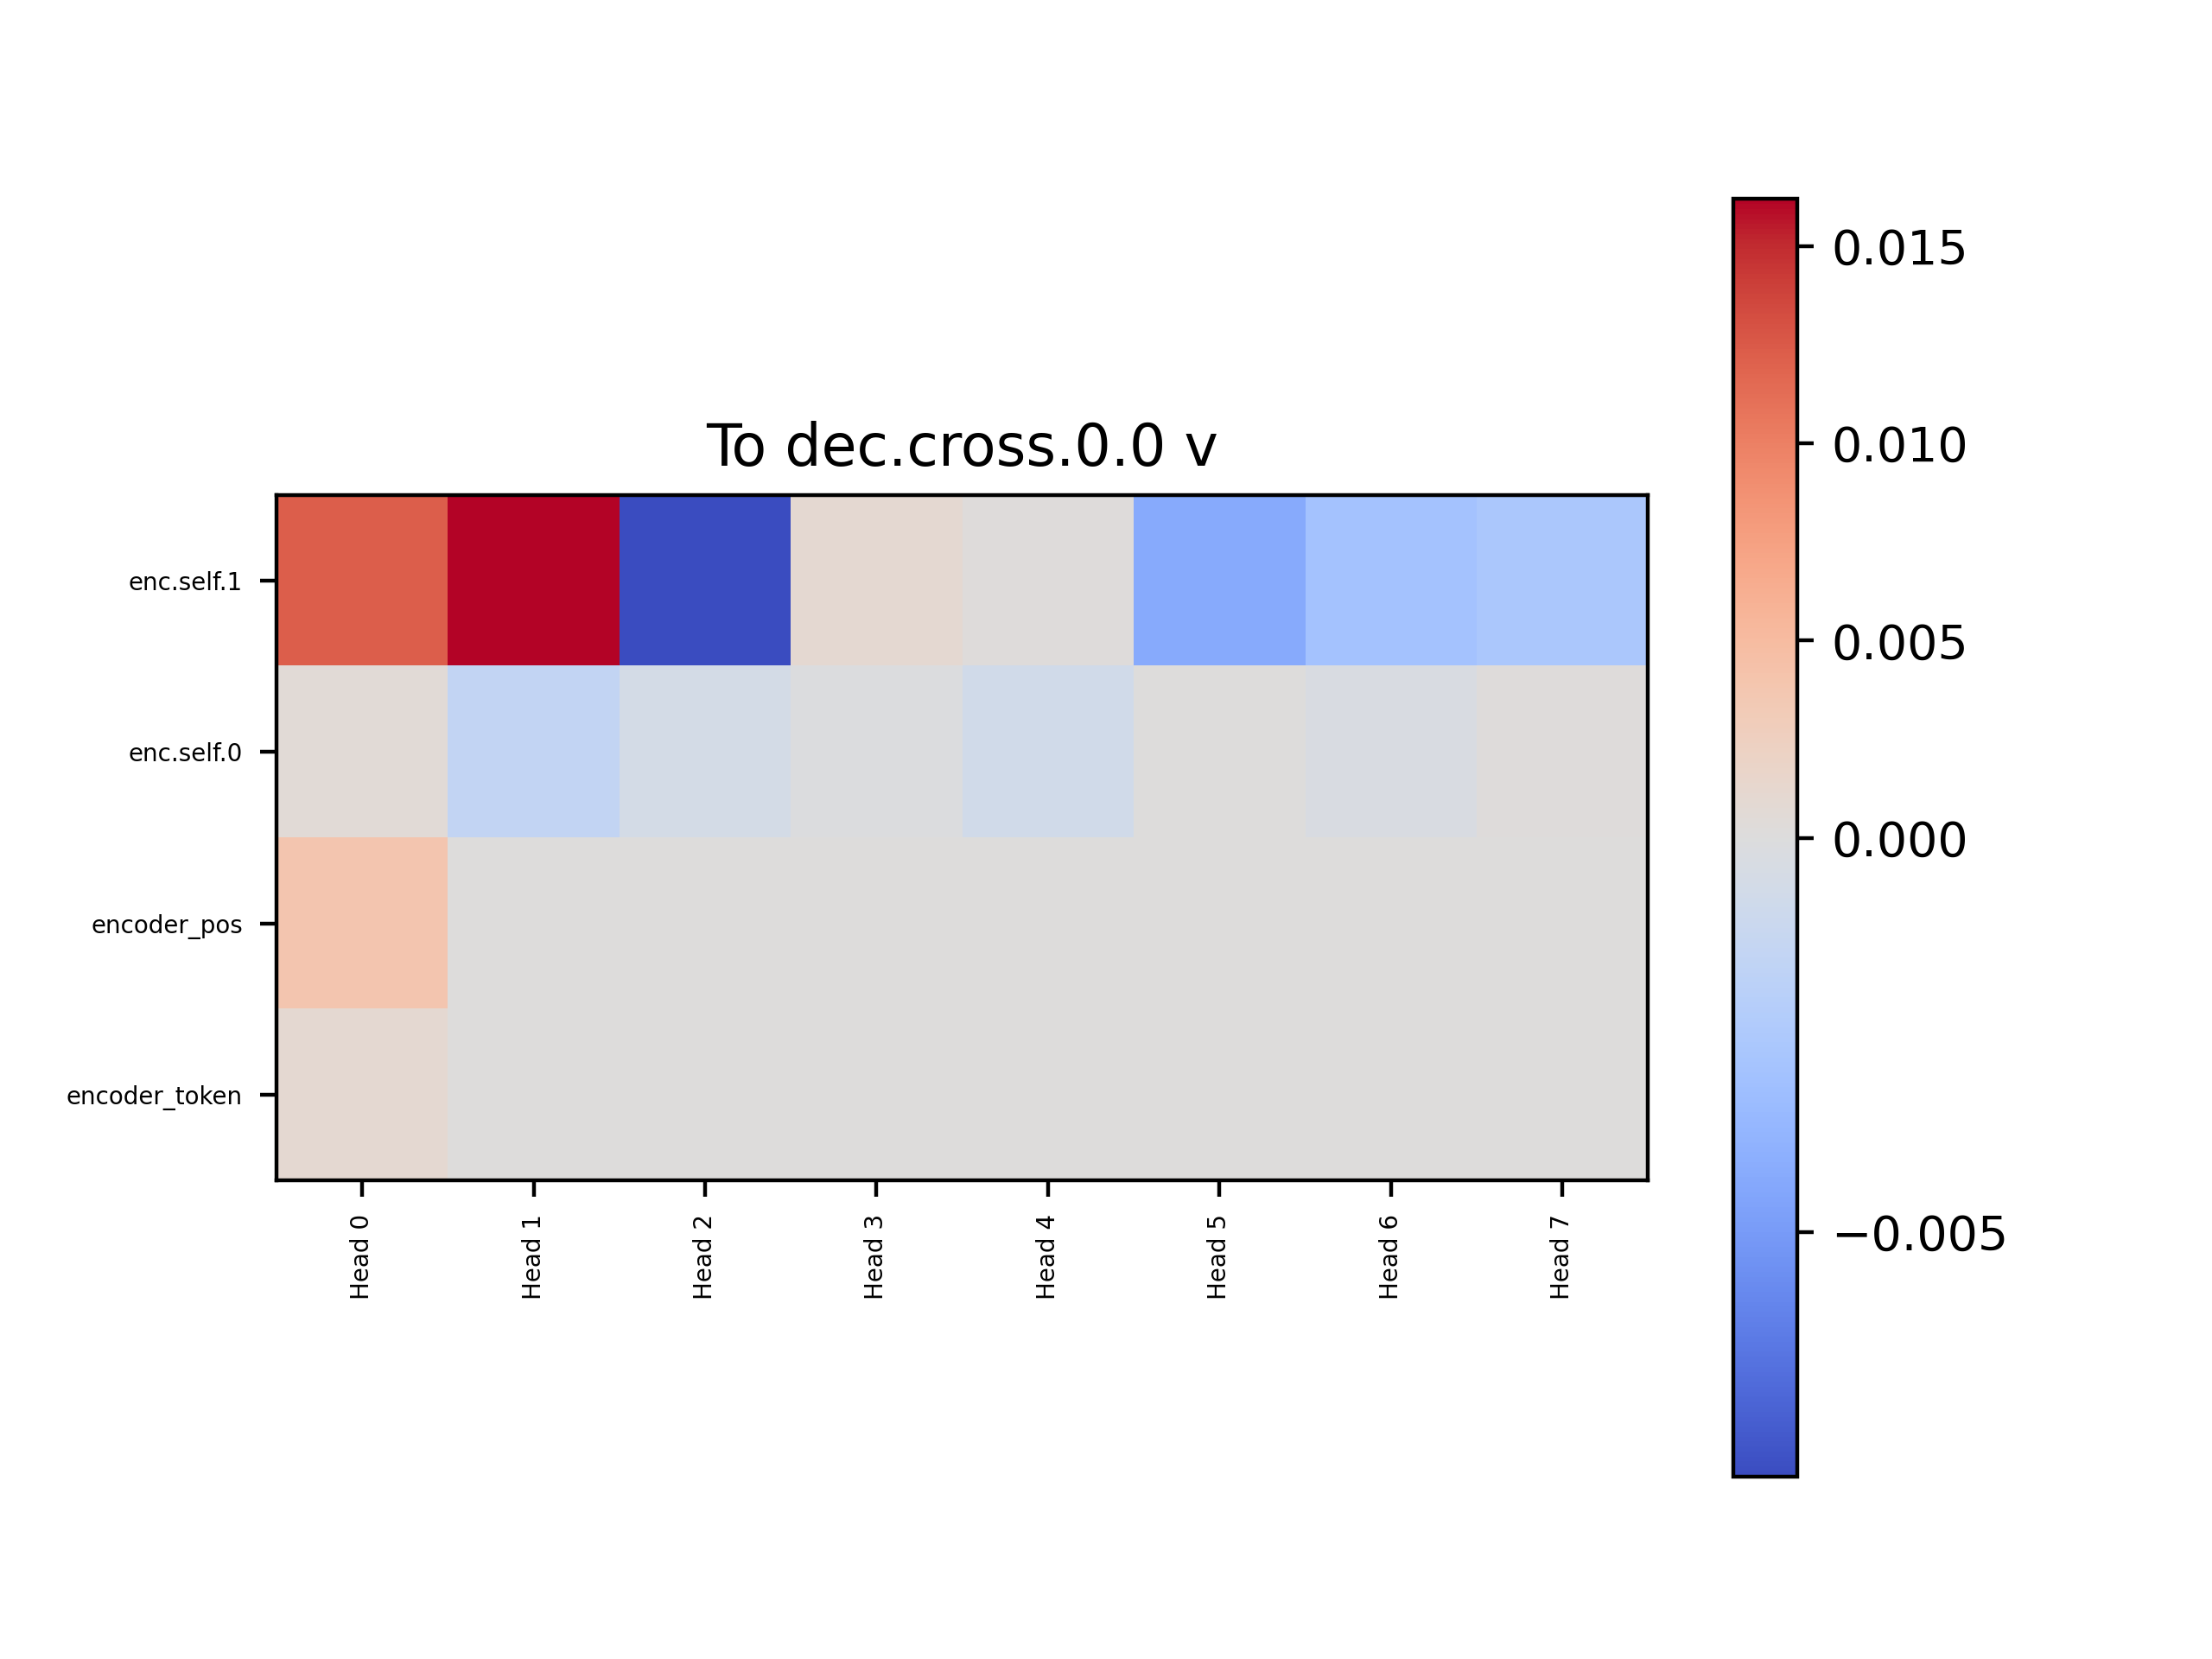 To dec.cross.0.0 v
enc.self.1
enc.self.0
encoder_pos
encoder_token
Head 0
Head 1
Head 2
Head 3
Head 4
Head 5
Head 6
Head 7
0.015
0.010
0.005
0.000
−0.005